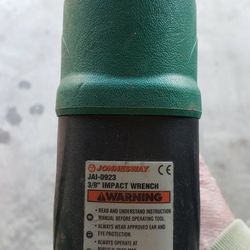 JONNESWAY
JAI-0923
3/8" IMPACT WRENCH
WARNING
• READ AND UNDERSTAND INSTRUCTION
MANUAL BEFORE OPERATING TOOL.
• ALWAYS WEAR APPROVED EAR AND
EYE PROTECTION.
• ALWAYS OPERATE AT